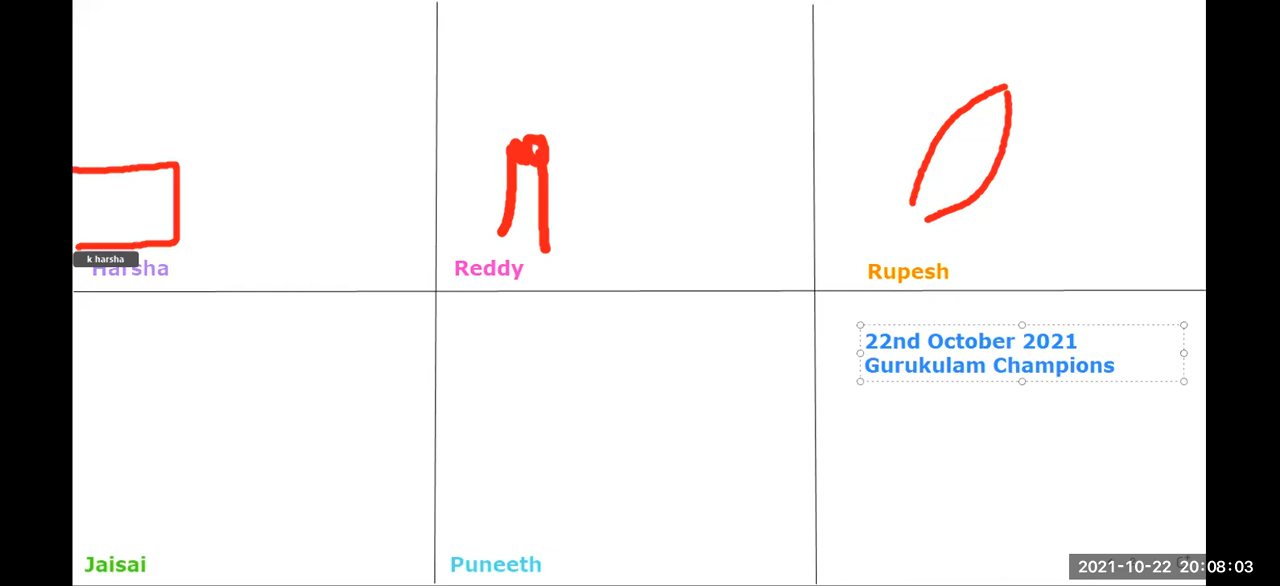 k harsha
Harsha
Reddy
Rupesh
22nd October 2021
Gurukulam Champions
Jaisai
Puneeth
2021-10-22 20:08:03